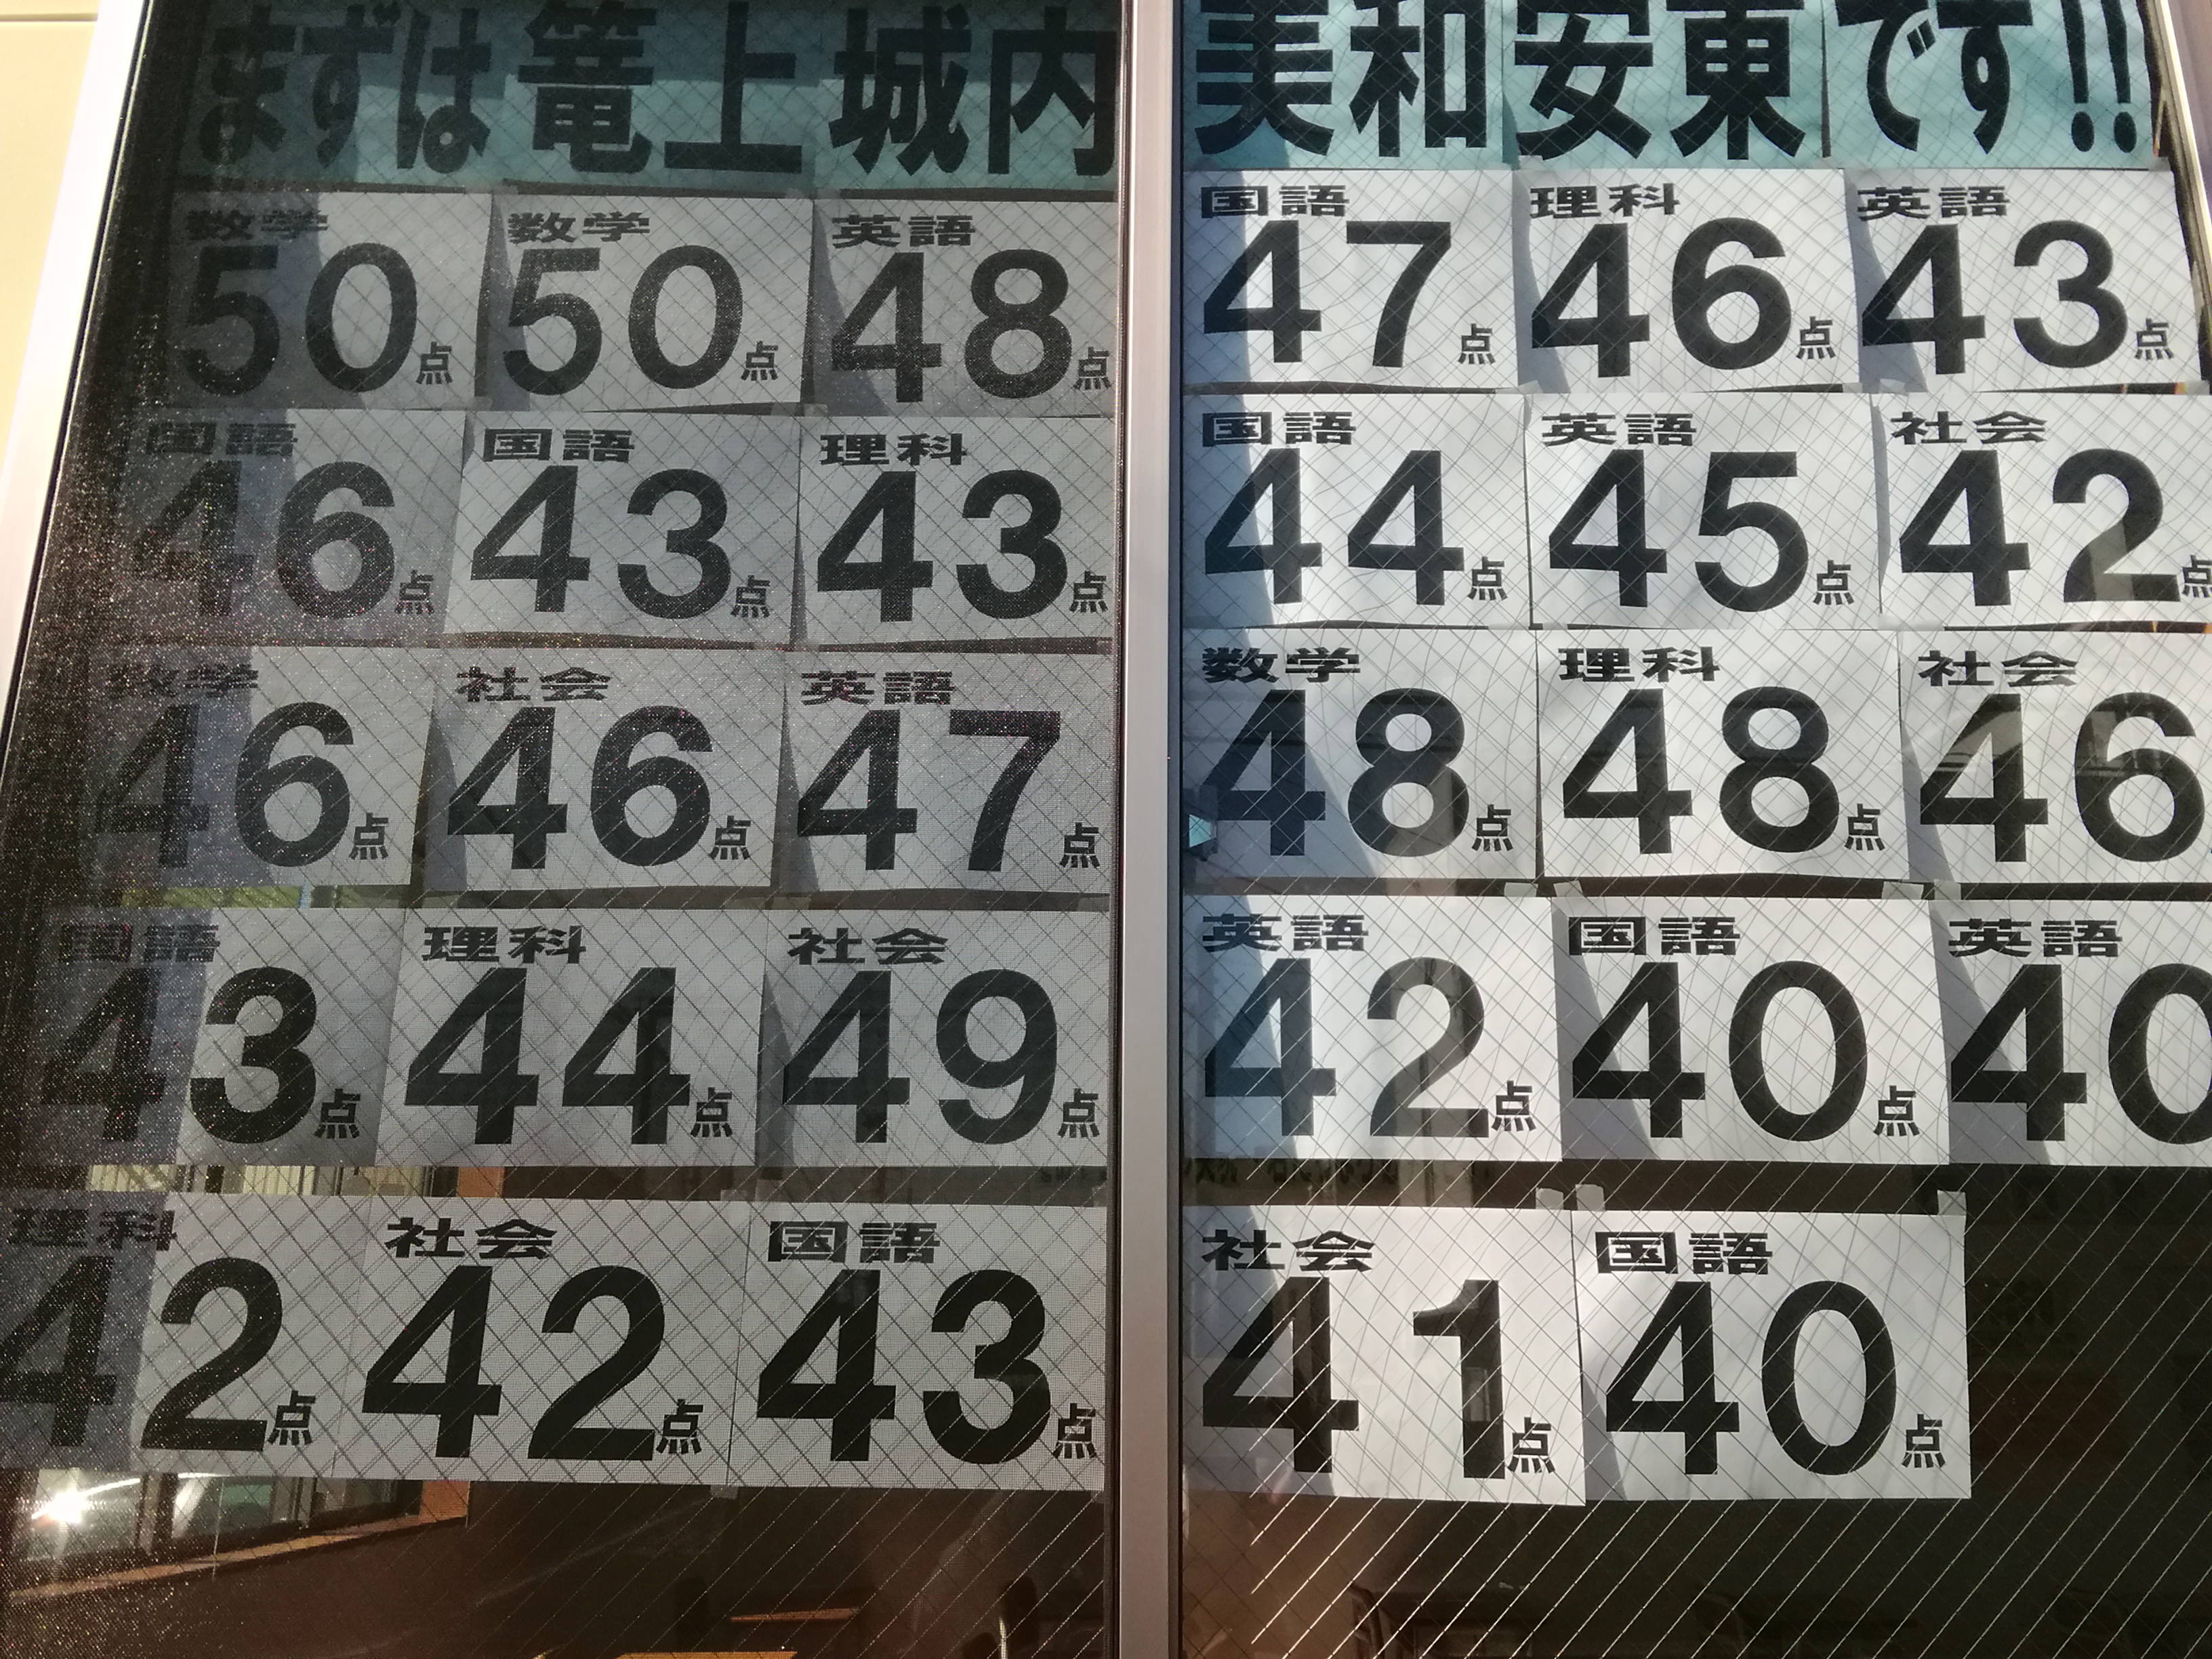 まずは籠上城内 美和安東です!!
数学 数学 英語 国語 理科 英語
50点 50点 48点 47点 46点 43点
国語 国語 理科 国語 英語 社会
46点 43点 43点 44点 45点 42点
数学 社会 英語 数学 理科 社会
46点 46点 47点 48点 48点 46
国語 理科 社会 英語 国語 英語
43点 44点 49点 42点 40点 40
理科 社会 国語 社会 国語
42点 42点 43点 41点 40点